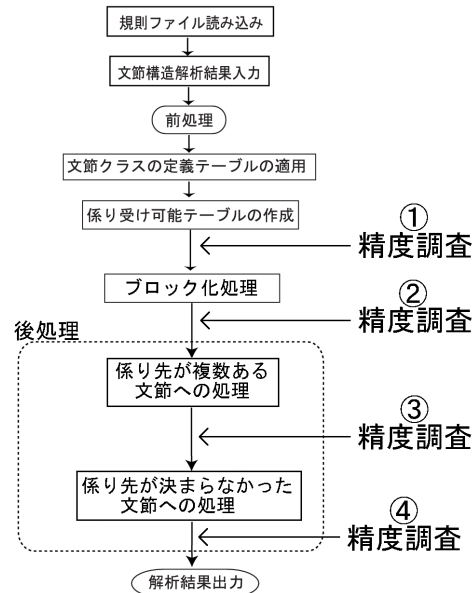 規則ファイル読み込み
文節構造解析結果入力
前処理
文節クラスの定義テーブルの適用
係り受け可能テーブルの作成
①
精度調査
ブロック化処理
②
精度調査
後処理
係り先が複数ある
文節への処理
③
精度調査
係り先が決まらなかった
文節への処理
④
精度調査
解析結果出力